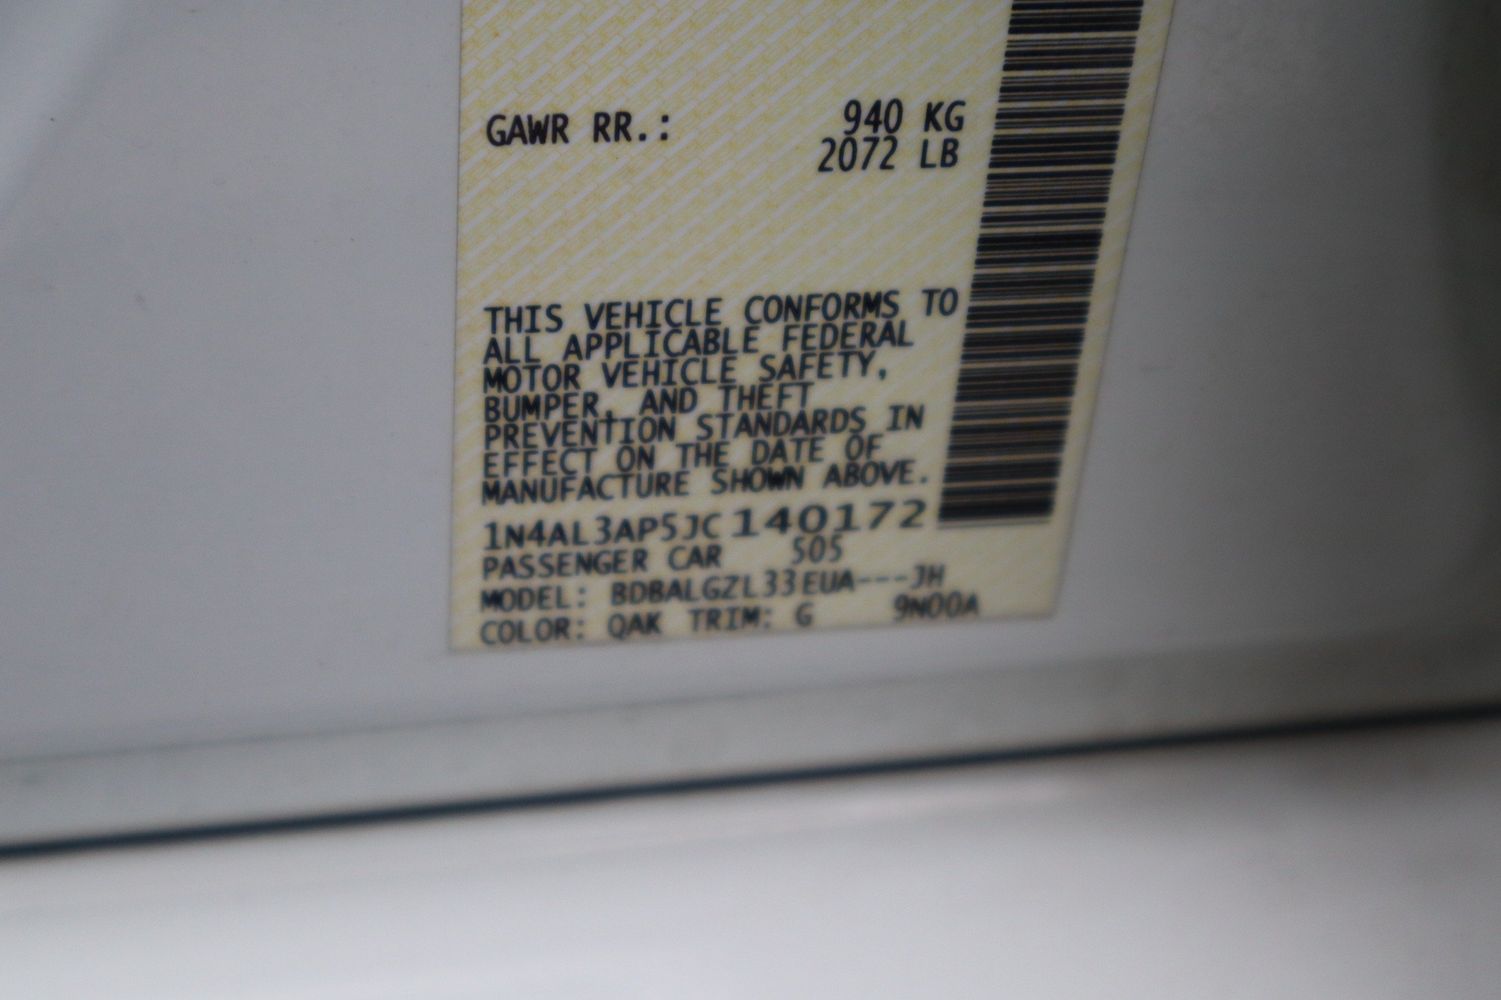 GAWR RR.: 940 KG
2072 LB
THIS VEHICLE CONFORMS TO
ALL APPLICABLE FEDERAL
MOTOR VEHICLE SAFETY,
BUMPER, AND THEFT
PREVENTION STANDARDS IN
EFFECT ON THE DATE OF
MANUFACTURE SHOWN ABOVE.
1N4AL3AP5JC140172
PASSENGER CAR 505
MODEL: BDBALGZL33EUA---JH
COLOR: QAK TRIM: G 9N00A